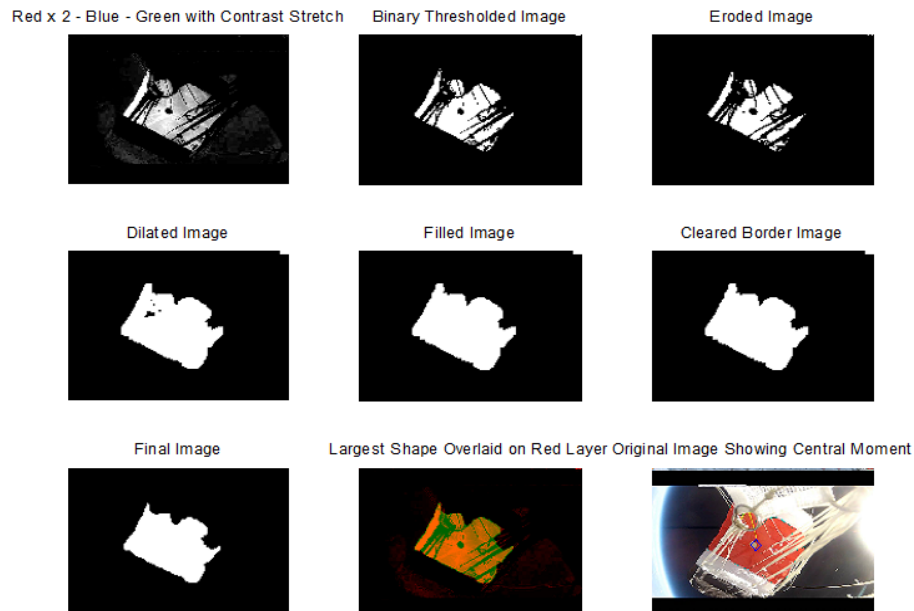 Red x 2 - Blue - Green with Contrast Stretch
Binary Thresholded Image
Eroded Image
Dilated Image
Filled Image
Cleared Border Image
Final Image
Largest Shape Overlaid on Red Layer
Original Image Showing Central Moment